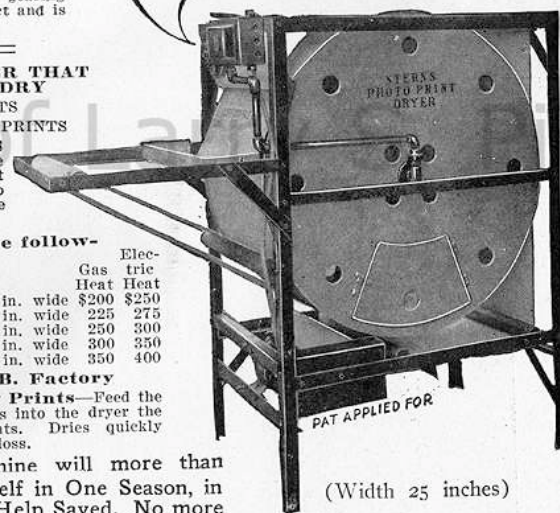 ct and is
R THAT
DRY
TS
PRINTS
e follow-
Elec-
Gas tric
Heat Heat
in. wide $200 $250
in. wide 225 275
in. wide 250 300
in. wide 300 350
in. wide 350 400
B. Factory
Prints—Feed the
s into the dryer the
nts. Dries quickly
loss.
hine will more than
elf in One Season, in
Help Saved. No more
STERNS
PHOTO PRINT
DRYER
PAT APPLIED FOR
(Width 25 inches)